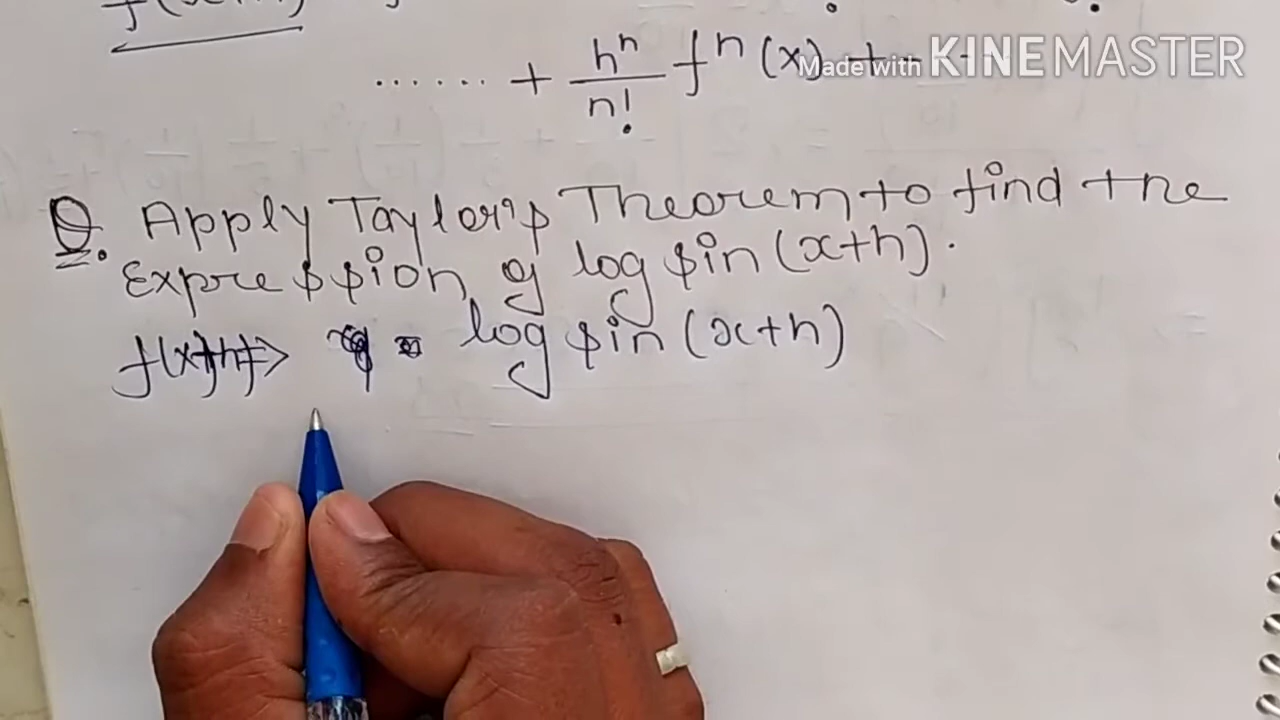 f(x+h)
...... + hⁿ/n! fⁿ(x) +
Made with KINEMASTER
Q. Apply Taylor's Theorem to find the
Expression of log sin(x+h).
f(x+h) = log sin(x+h)